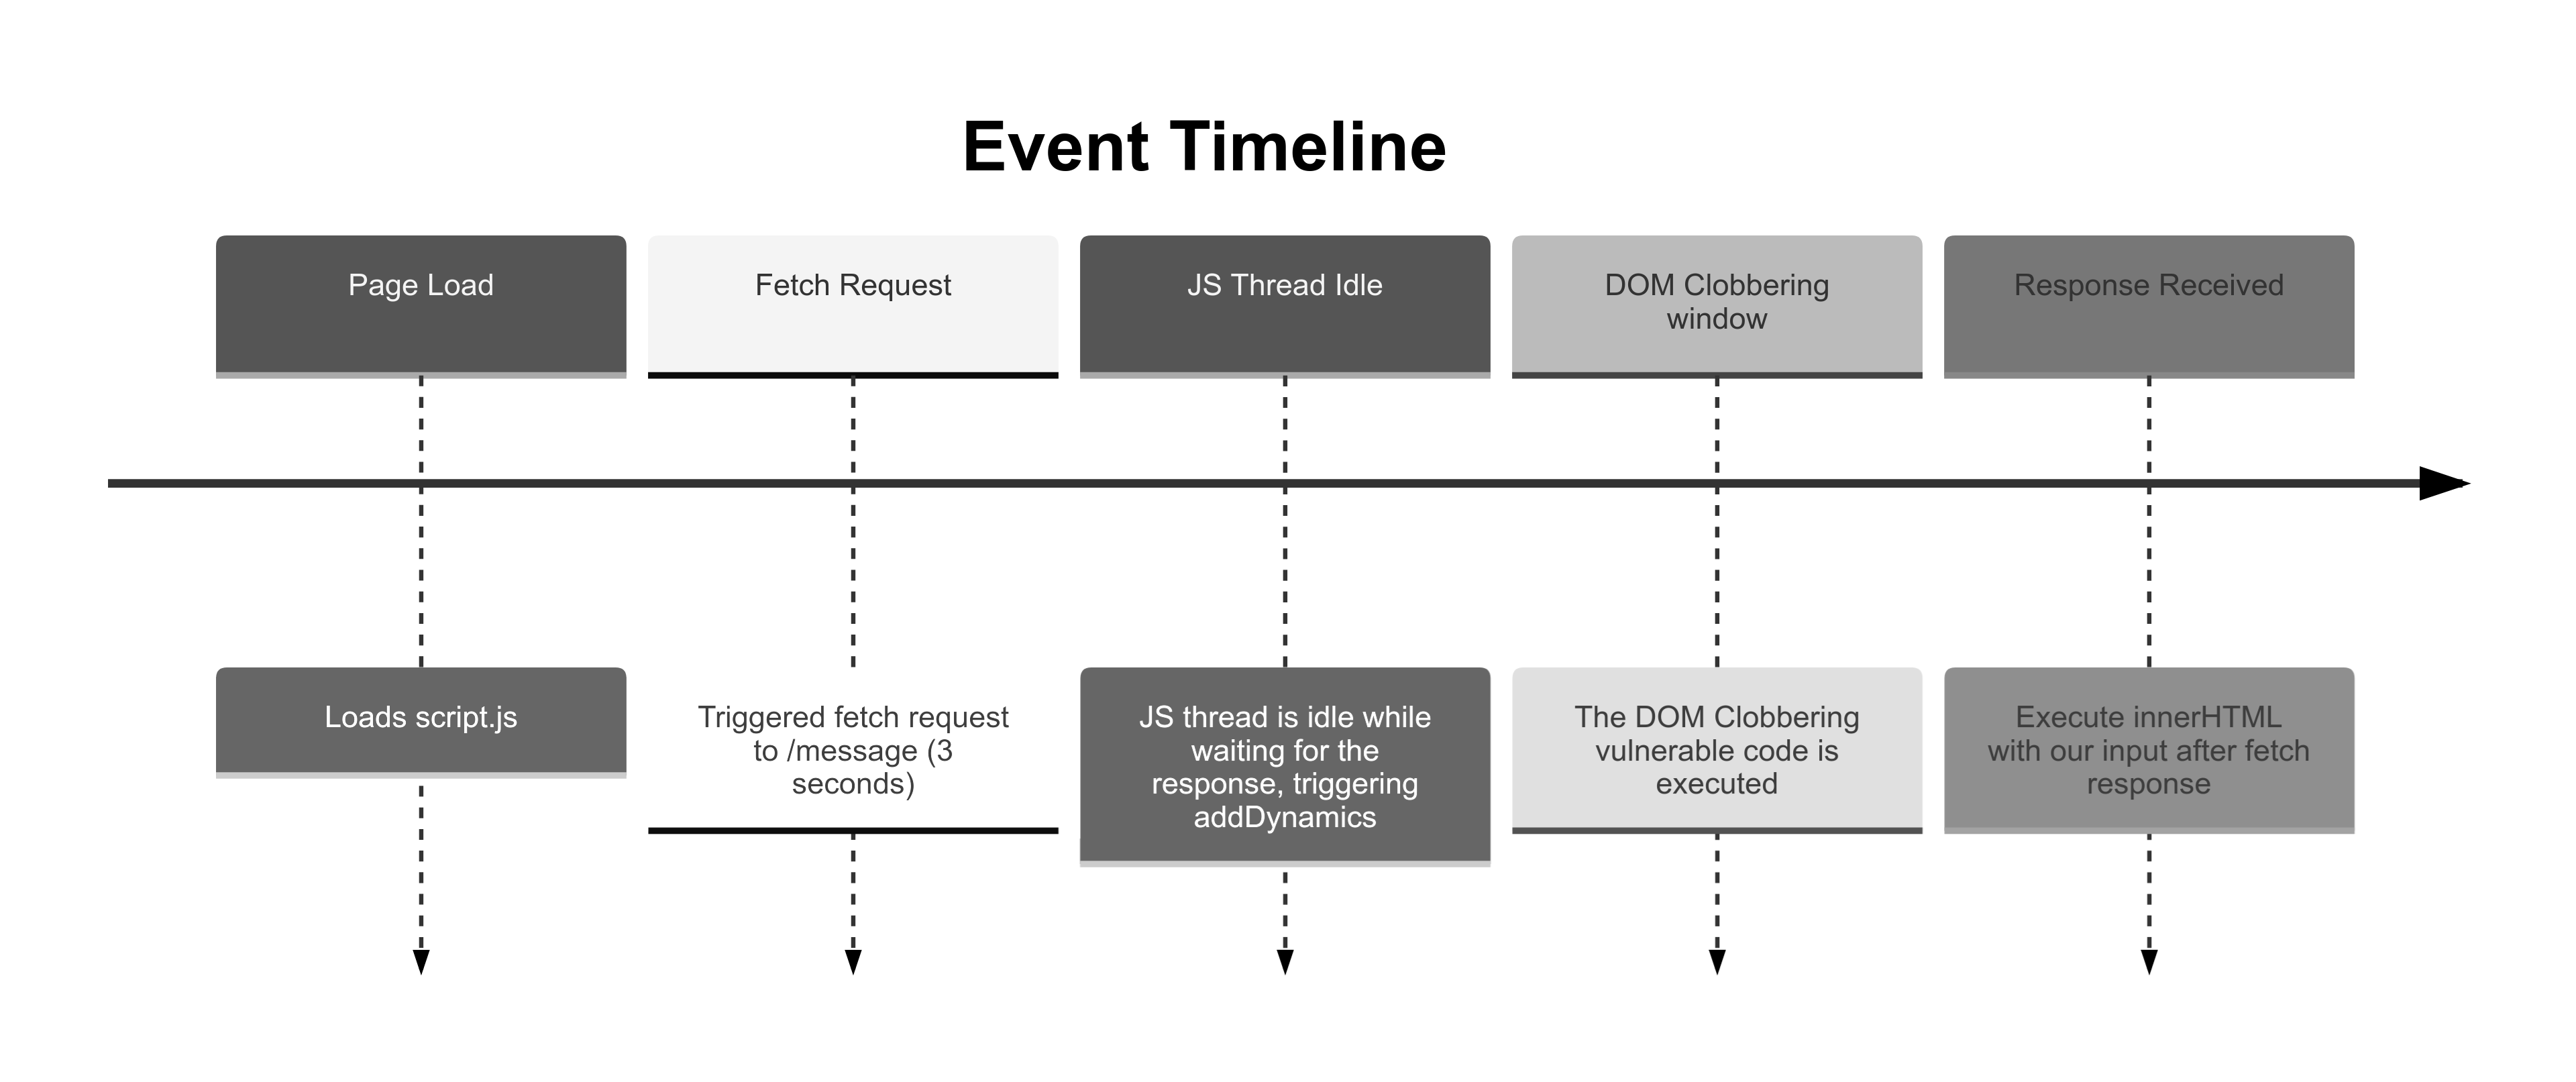 Event Timeline
Page Load
Fetch Request
JS Thread Idle
DOM Clobbering
window
Response Received
Loads script.js
Triggered fetch request
to /message (3
seconds)
JS thread is idle while
waiting for the
response, triggering
addDynamics
The DOM Clobbering
vulnerable code is
executed
Execute innerHTML
with our input after fetch
response